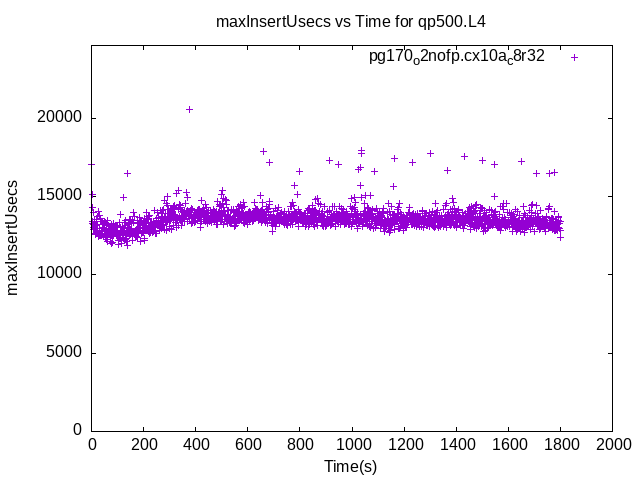 maxInsertUsecs vs Time for qp500.L4
pg170o2nofp.cx10ac8r32
20000
15000
10000
5000
0
maxInsertUsecs
0 200 400 600 800 1000 1200 1400 1600 1800 2000
Time(s)